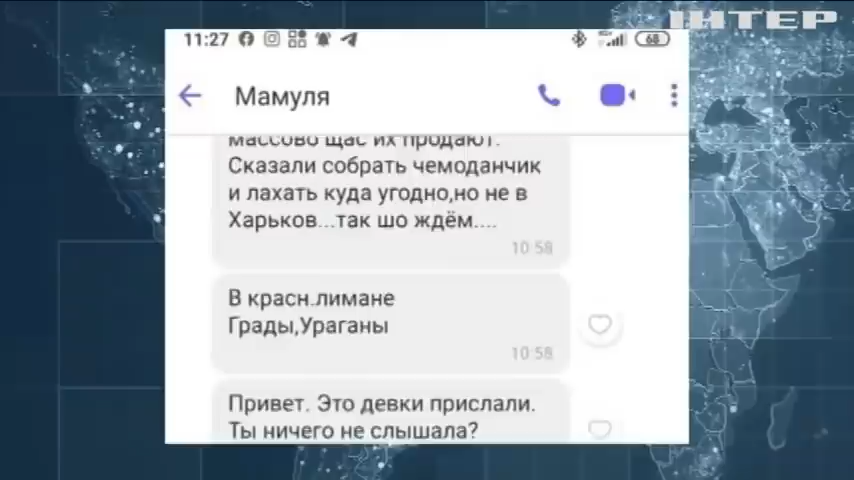 ІНТЕР
11:27
68
Мамуля
массово щас их продают.
Сказали собрать чемоданчик
и лахать куда угодно,но не в
Харьков...так шо ждём....
10:58
В красн.лимане
Грады,Ураганы
10:58
Привет. Это девки прислали.
Ты ничего не слышала?